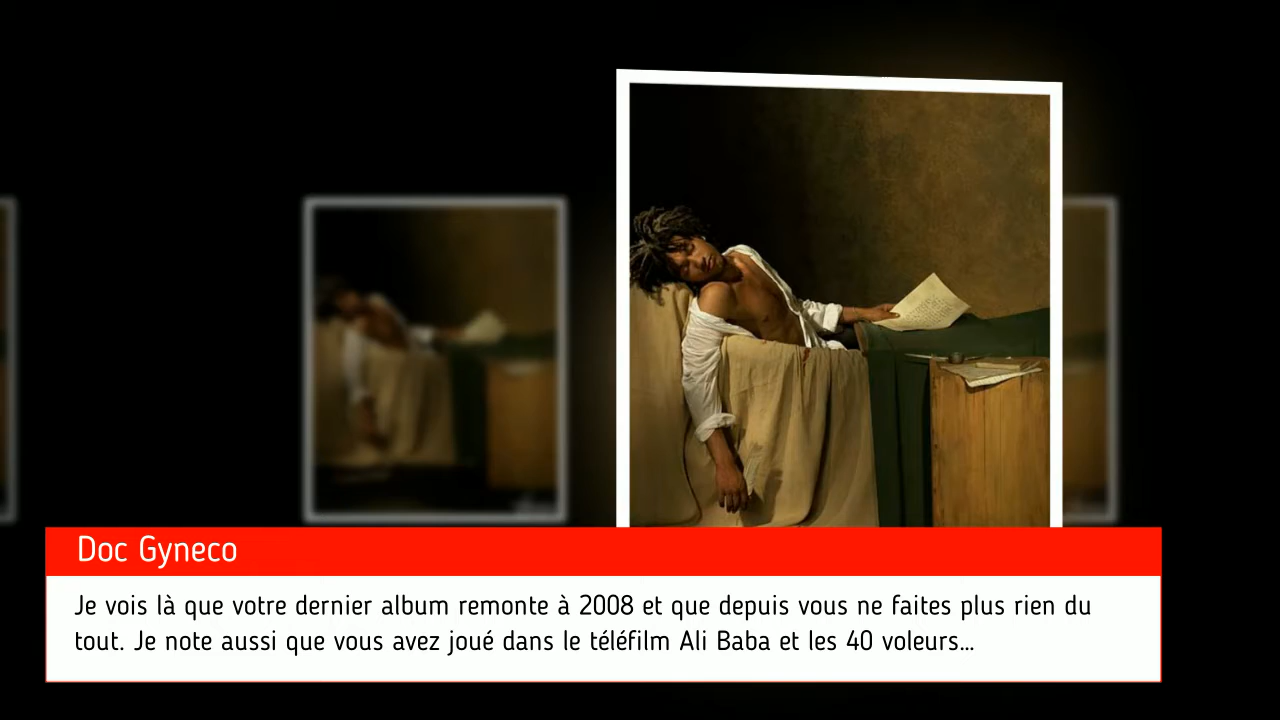 Doc Gyneco
Je vois là que votre dernier album remonte à 2008 et que depuis vous ne faites plus rien du
tout. Je note aussi que vous avez joué dans le téléfilm Ali Baba et les 40 voleurs...